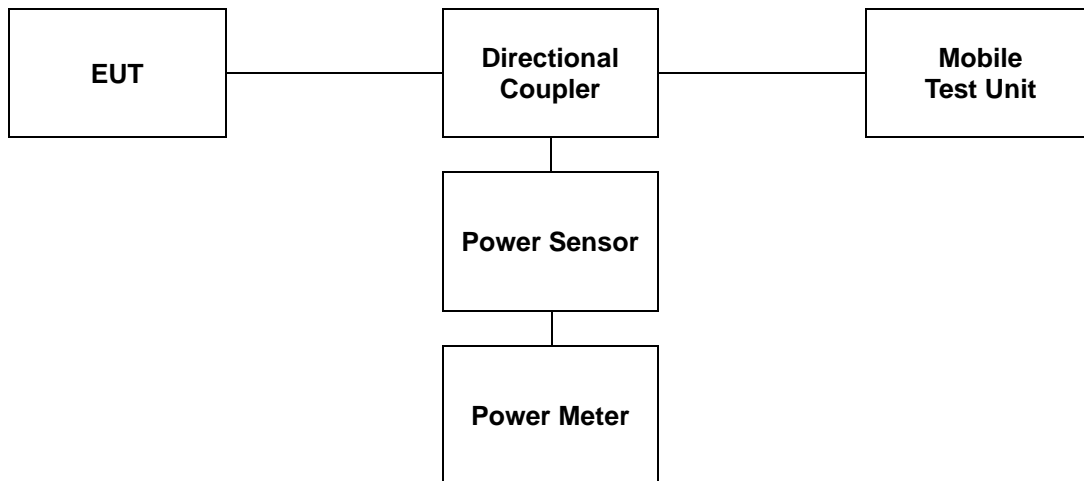 EUT
Directional
Coupler
Mobile
Test Unit
Power Sensor
Power Meter